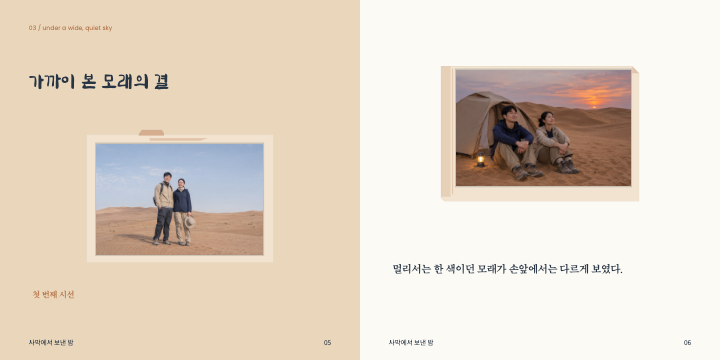 03 / under a wide, quiet sky
가까이 본 모래의 결
첫 번째 시선
사막에서 보낸 밤
05
멀리서는 한 색이던 모래가 손앞에서는 다르게 보였다.
사막에서 보낸 밤
06